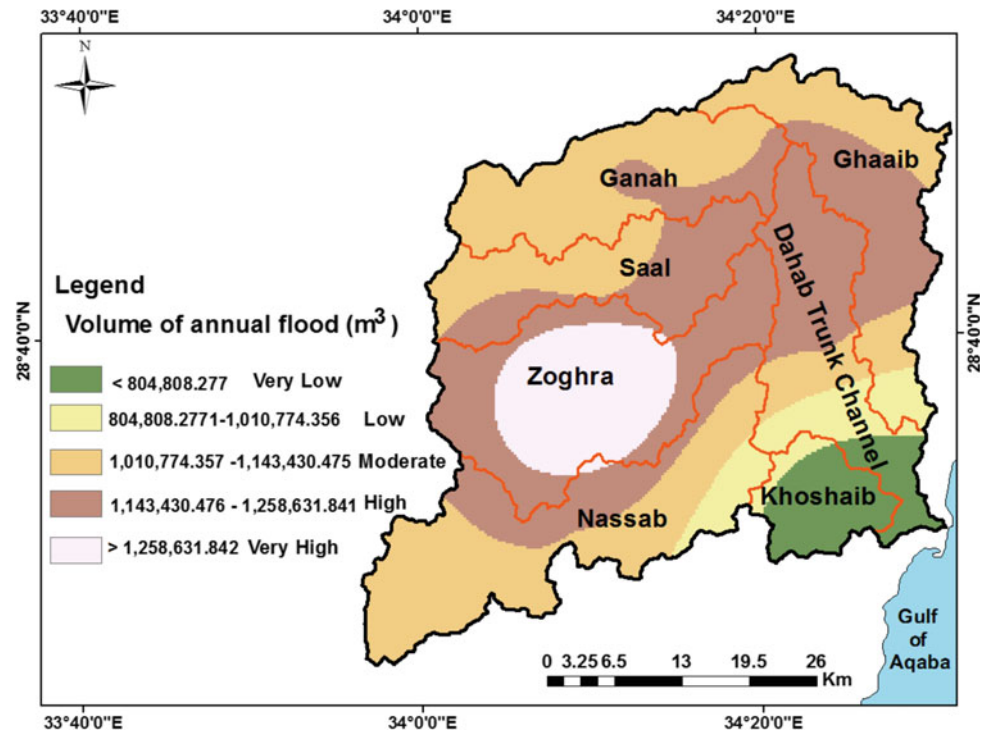 33°40'0"E 34°0'0"E 34°20'0"E
N
Ghaaib
Ganah
Dahab Trunk Channel
Saal
28°40'0"N
28°40'0"N
Zoghra
Khoshaib
Nassab
Legend
Volume of annual flood (m³)
< 804,808.277 Very Low
804,808.2771-1,010,774.356 Low
1,010,774.357 -1,143,430.475 Moderate
1,143,430.476 - 1,258,631.841 High
> 1,258,631.842 Very High
Gulf
of
Aqaba
0 3.25 6.5 13 19.5 26
Km
33°40'0"E 34°0'0"E 34°20'0"E